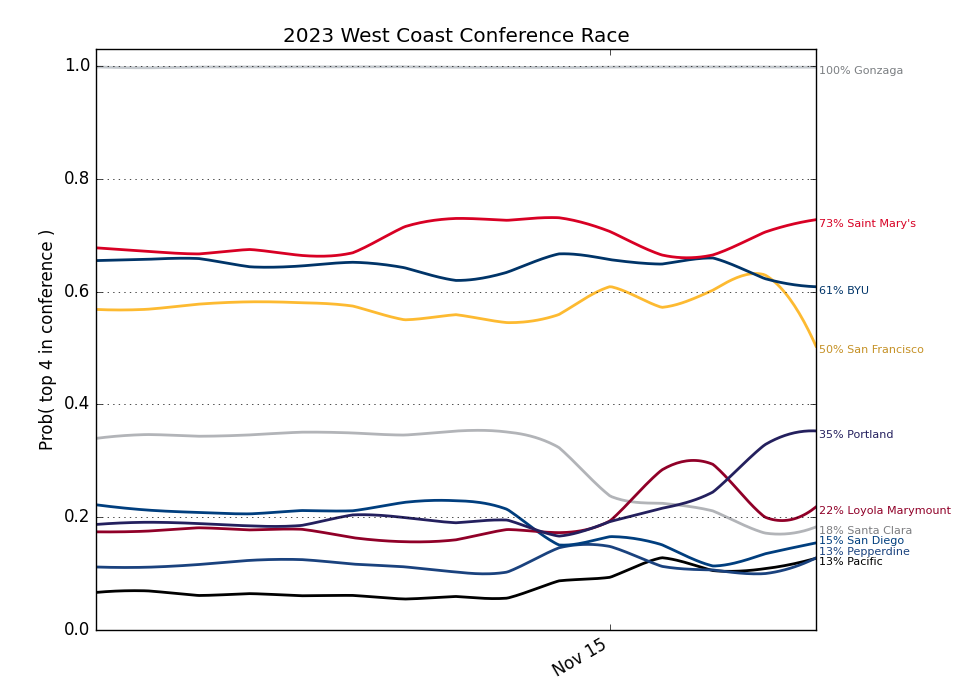 2023 West Coast Conference Race
Prob( top 4 in conference )
1.0
0.8
0.6
0.4
0.2
0.0
Nov 15
100% Gonzaga
73% Saint Mary's
61% BYU
50% San Francisco
35% Portland
22% Loyola Marymount
18% Santa Clara
15% San Diego
13% Pepperdine
13% Pacific